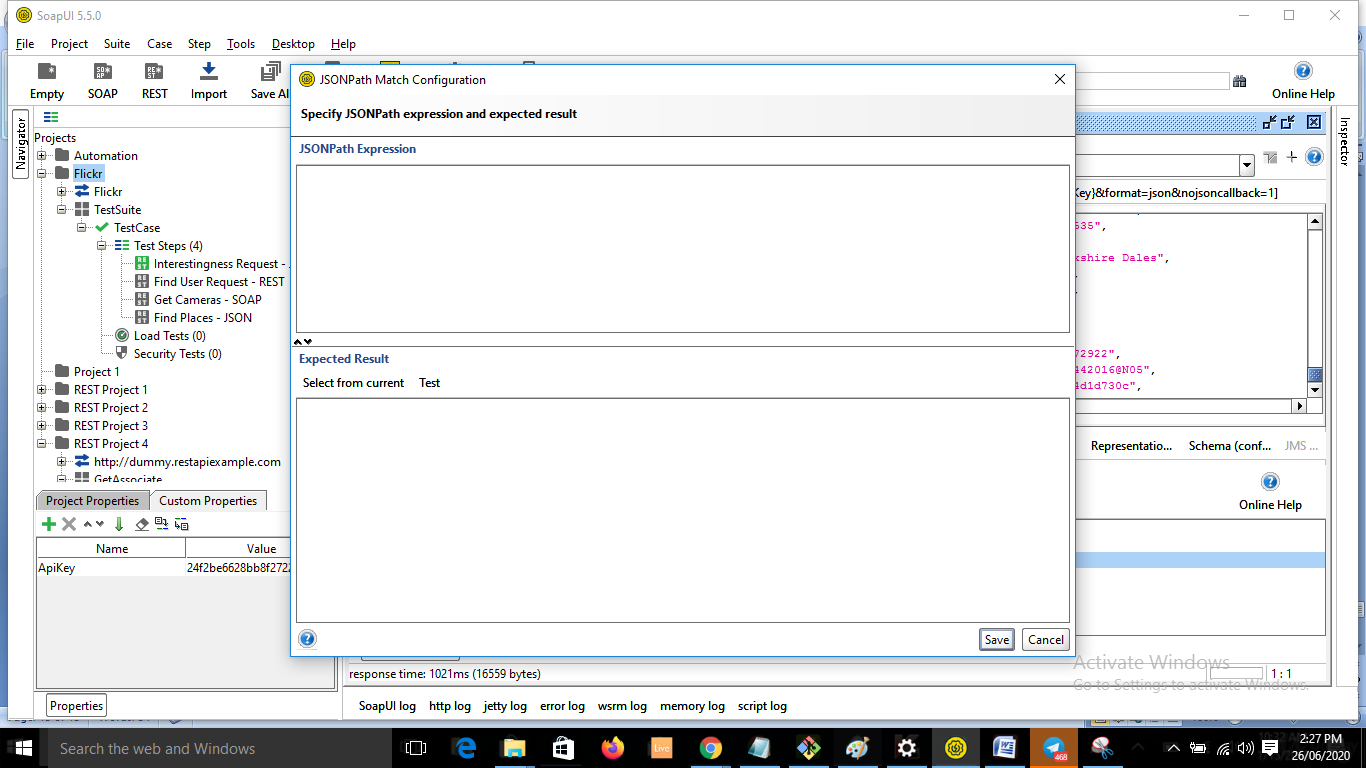 SoapUI 5.5.0
File Project Suite Case Step Tools Desktop Help
Empty SOAP REST Import Save Al
Online Help
JSONPath Match Configuration
Specify JSONPath expression and expected result
JSONPath Expression
Navigator
Inspector
Projects
Automation
Flickr
Flickr
TestSuite
TestCase
Test Steps (4)
Interestingness Request -
Find User Request - REST
Get Cameras - SOAP
Find Places - JSON
Load Tests (0)
Security Tests (0)
Project 1
REST Project 1
REST Project 2
REST Project 3
REST Project 4
http://dummy.restapiexample.com
GetAssociate
Key}&format=json&nojsoncallback=1]
535",
kshire Dales",
72922",
442016@N05",
4d1d730c",
Expected Result
Select from current Test
Representatio... Schema (conf... JMS ...
Online Help
Project Properties Custom Properties
Name Value
ApiKey 24f2be6628bb8f272
Save Cancel
response time: 1021ms (16559 bytes)
1 : 1
Activate Windows
Go to Settings to activate Windows.
Properties
SoapUI log http log jetty log error log wsrm log memory log script log
Search the web and Windows
Live
468
2:27 PM
26/06/2020